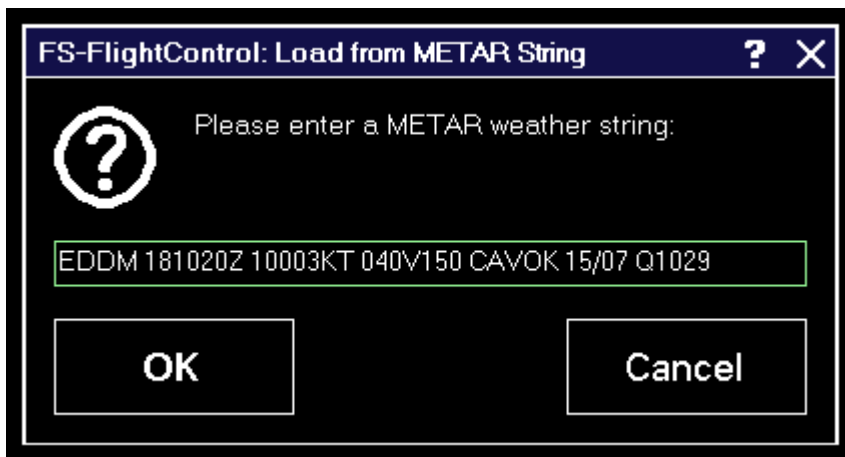 FS-FlightControl: Load from METAR String ? X
Please enter a METAR weather string:
?
EDDM 181020Z 10003KT 040V150 CAVOK 15/07 Q1029
OK Cancel